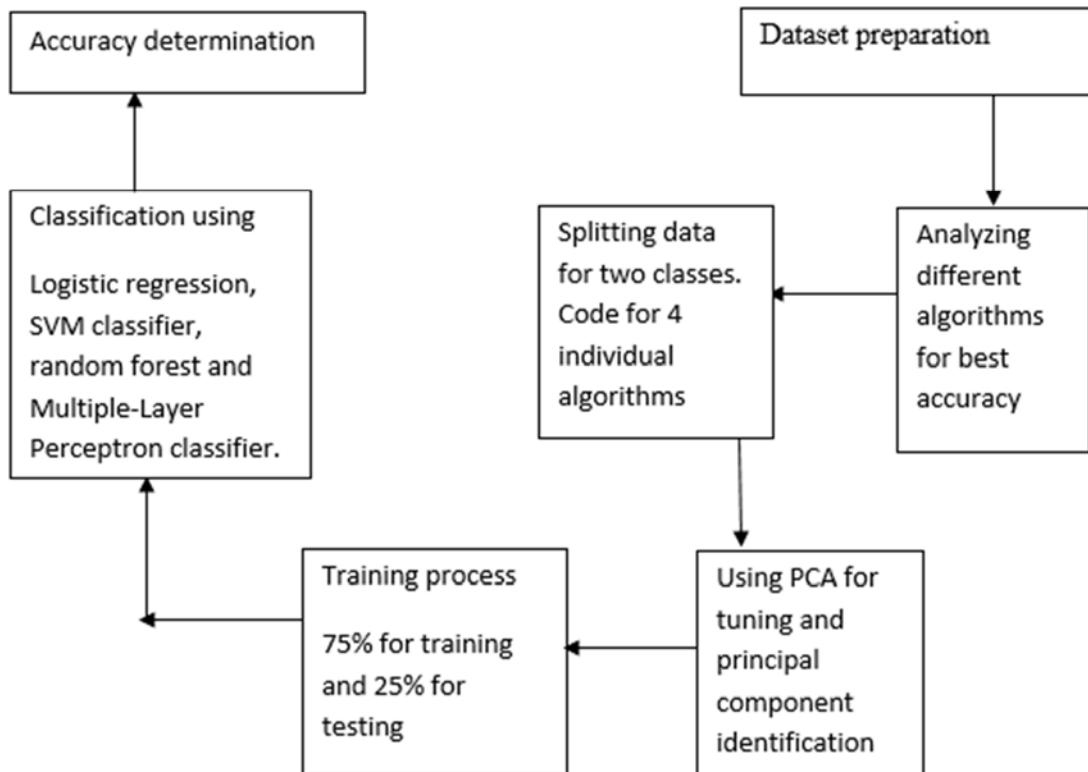 Accuracy determination
Dataset preparation
Classification using
Logistic regression,
SVM classifier,
random forest and
Multiple-Layer
Perceptron classifier.
Splitting data
for two classes.
Code for 4
individual
algorithms
Analyzing
different
algorithms
for best
accuracy
Training process
75% for training
and 25% for
testing
Using PCA for
tuning and
principal
component
identification